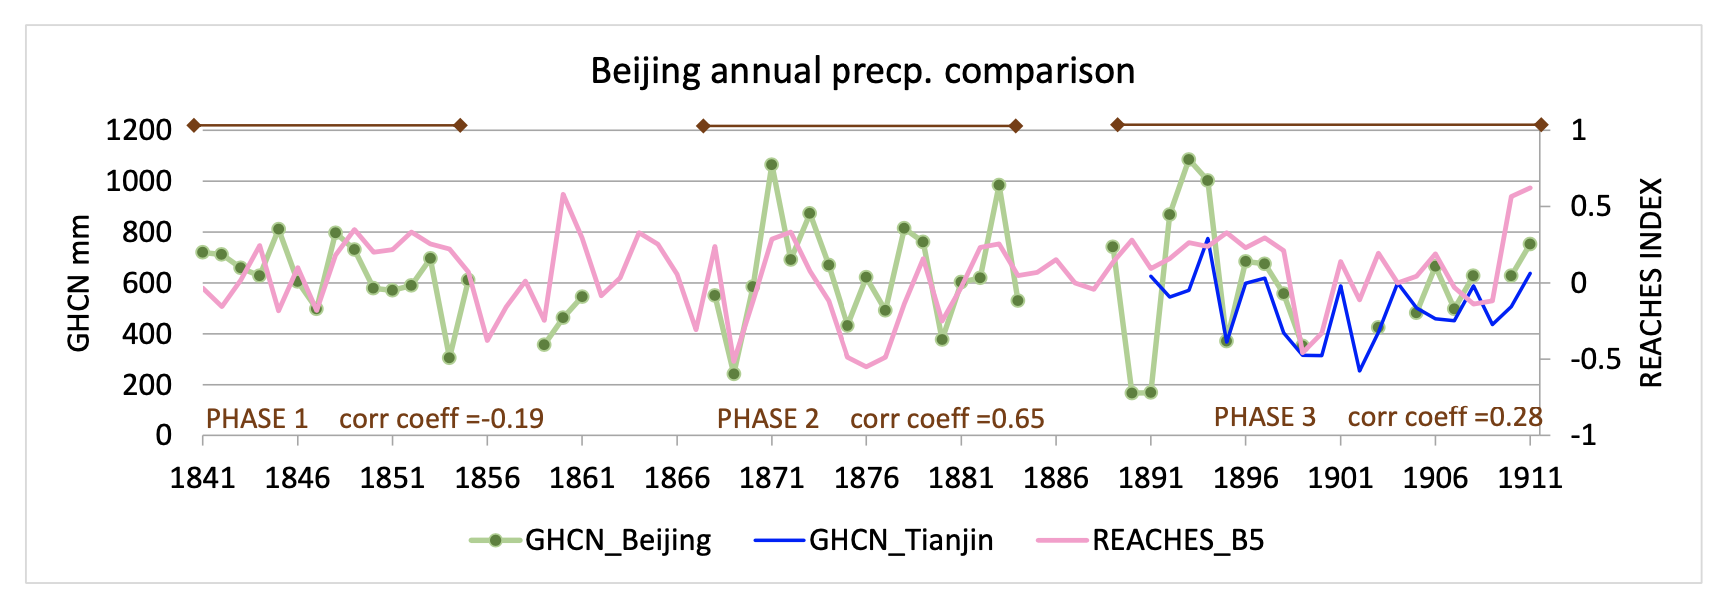 Beijing annual precp. comparison
1200
1000
800
600
400
200
0
GHCN mm
1
0.5
0
-0.5
-1
REACHES INDEX
PHASE 1 corr coeff =-0.19
PHASE 2 corr coeff =0.65
PHASE 3 corr coeff =0.28
1841 1846 1851 1856 1861 1866 1871 1876 1881 1886 1891 1896 1901 1906 1911
GHCN_Beijing GHCN_Tianjin REACHES_B5